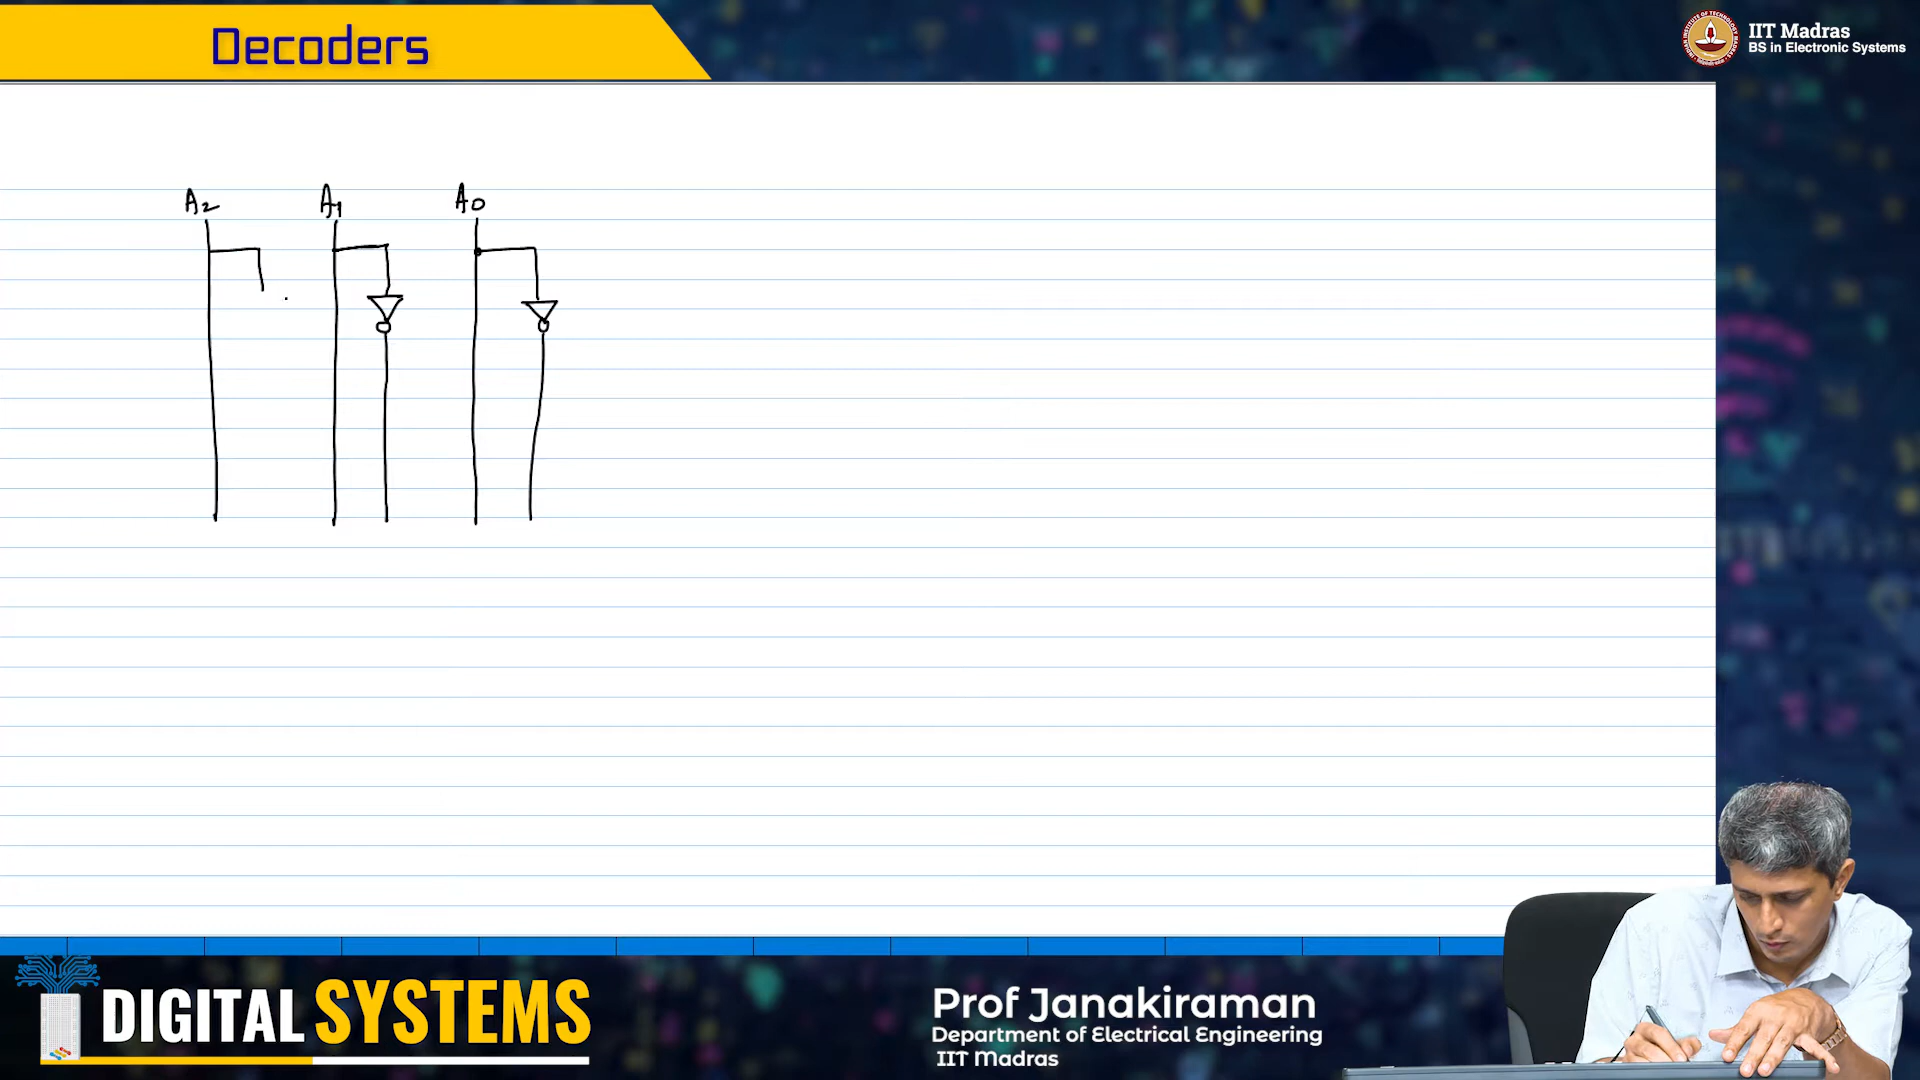 Decoders
IIT Madras
BS in Electronic Systems
A2 A1 A0
DIGITAL SYSTEMS
Prof Janakiraman
Department of Electrical Engineering
IIT Madras